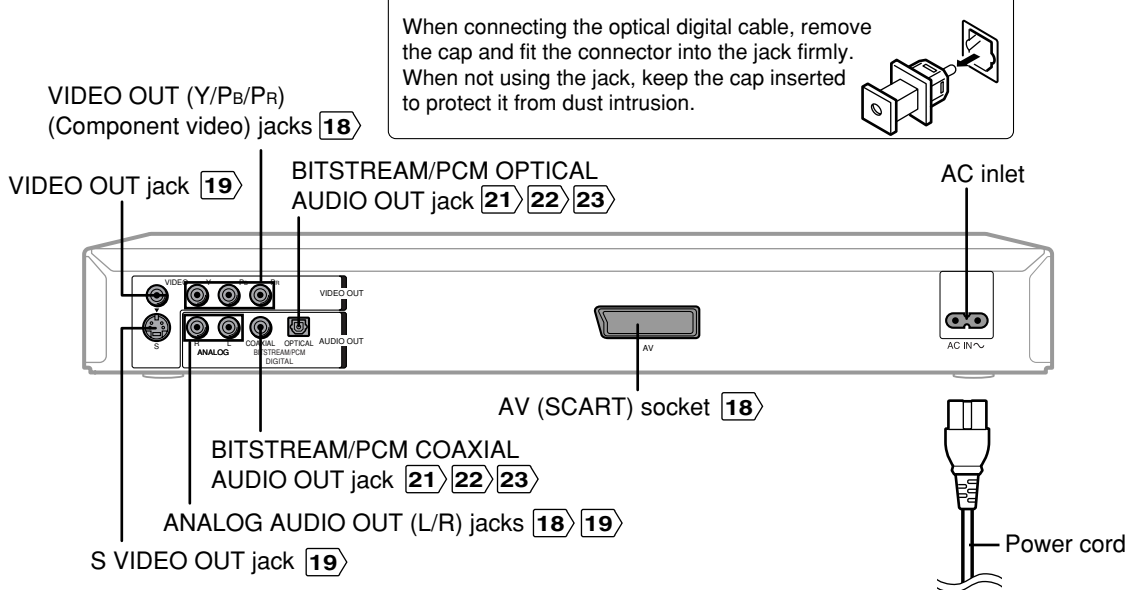 When connecting the optical digital cable, remove
the cap and fit the connector into the jack firmly.
When not using the jack, keep the cap inserted
to protect it from dust intrusion.
VIDEO OUT (Y/PB/PR)
(Component video) jacks 18
VIDEO OUT jack 19
BITSTREAM/PCM OPTICAL
AUDIO OUT jack 21 22 23
AC inlet
VIDEO Y PB PR
VIDEO OUT
S
R L COAXIAL OPTICAL
AUDIO OUT
ANALOG BITSTREAM/PCM
DIGITAL
AV
AC IN~
AV (SCART) socket 18
BITSTREAM/PCM COAXIAL
AUDIO OUT jack 21 22 23
ANALOG AUDIO OUT (L/R) jacks 18 19
S VIDEO OUT jack 19
Power cord